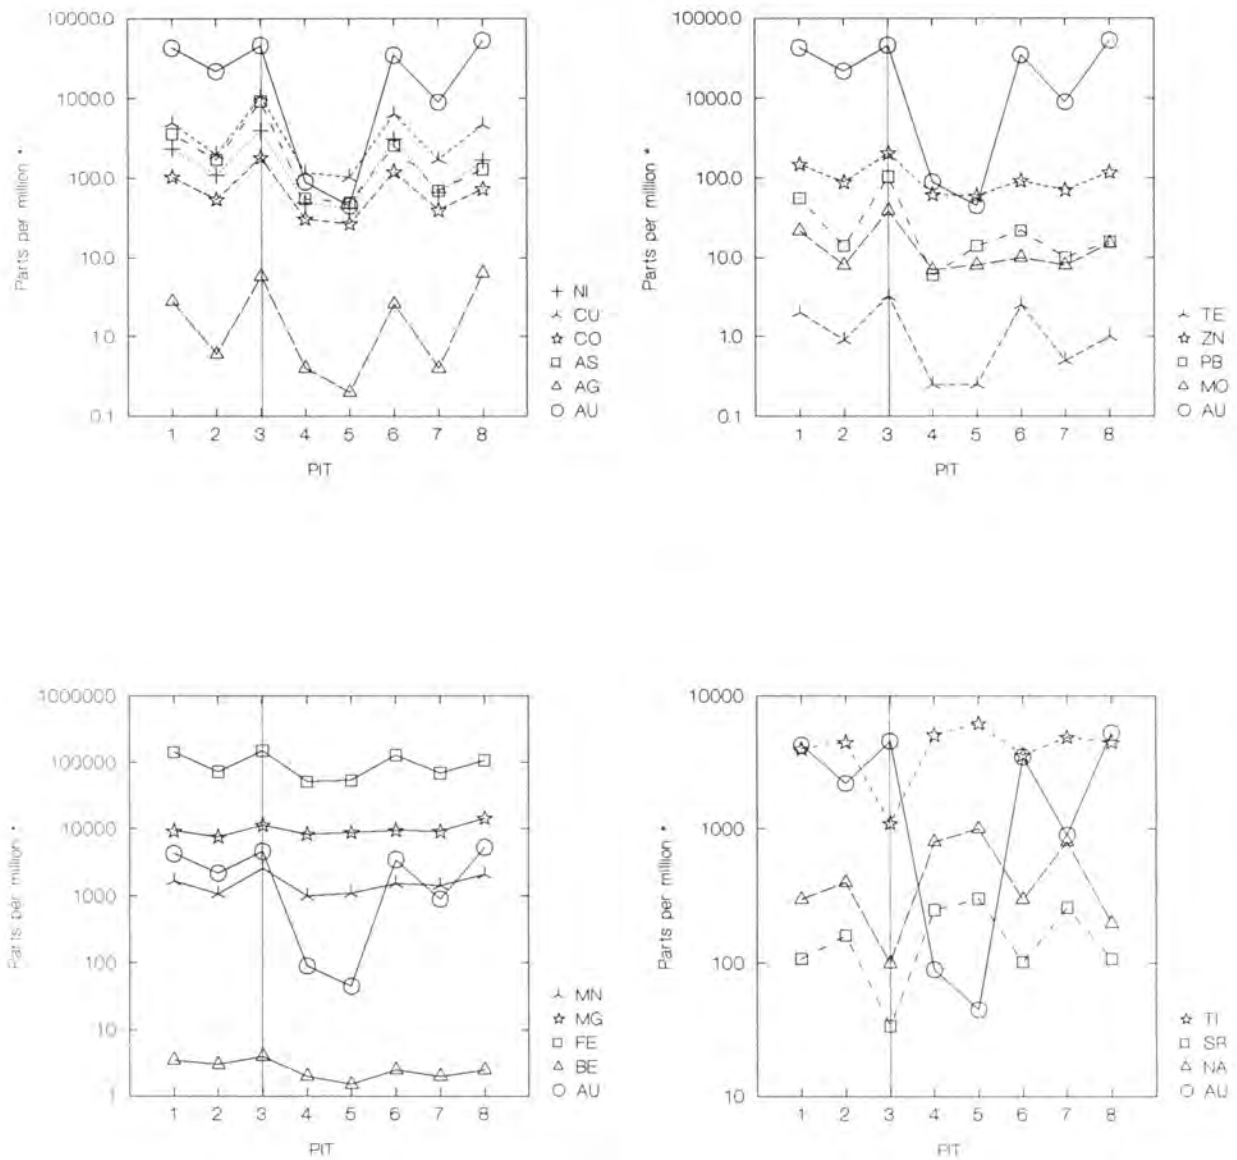 10000.0
1000.0
100.0
10.0
1.0
0.1
Parts per million *
1 2 3 4 5 6 7 8
PIT
NI
CU
CO
AS
AG
AU
10000.0
1000.0
100.0
10.0
1.0
0.1
Parts per million *
1 2 3 4 5 6 7 8
PIT
TE
ZN
PB
MO
AU
1000000
100000
10000
1000
100
10
1
Parts per million *
1 2 3 4 5 6 7 8
PIT
MN
MG
FE
BE
AU
10000
1000
100
10
Parts per million *
1 2 3 4 5 6 7 8
PIT
TI
SR
NA
AU